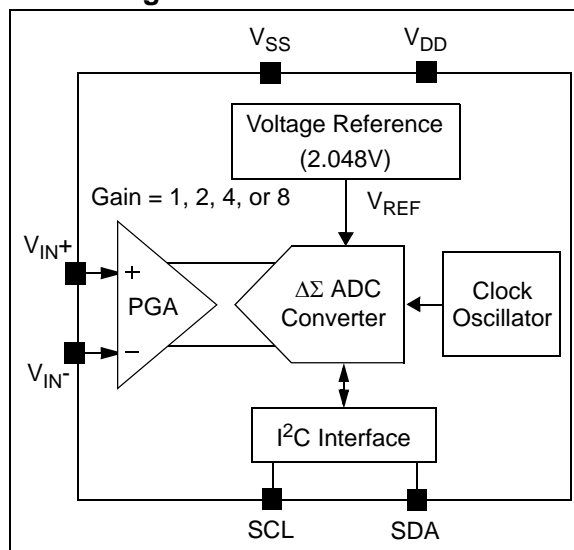 V_SS
V_DD
Voltage Reference
(2.048V)
Gain = 1, 2, 4, or 8
V_REF
V_IN+
+
PGA
ΔΣ ADC
Converter
Clock
Oscillator
−
V_IN-
I²C Interface
SCL
SDA